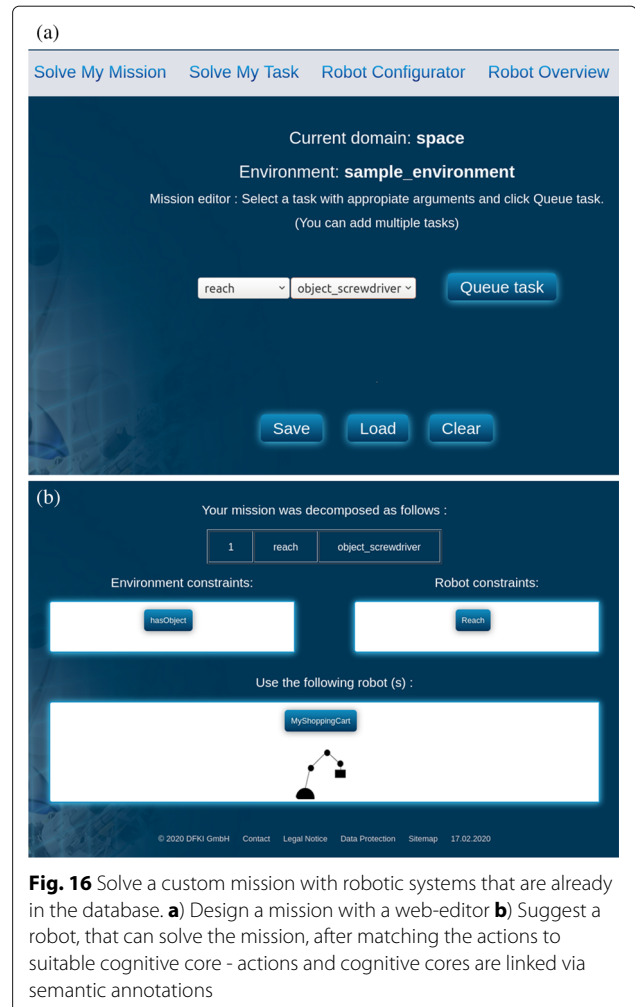 (a)
Solve My Mission Solve My Task Robot Configurator Robot Overview
Current domain: space
Environment: sample_environment
Mission editor : Select a task with appropiate arguments and click Queue task.
(You can add multiple tasks)
reach object_screwdriver Queue task
Save Load Clear
(b)
Your mission was decomposed as follows :
1 reach object_screwdriver
Environment constraints: Robot constraints:
hasObject Reach
Use the following robot (s) :
MyShoppingCart
© 2020 DFKI GmbH Contact Legal Notice Data Protection Sitemap 17.02.2020
Fig. 16 Solve a custom mission with robotic systems that are already
in the database. a) Design a mission with a web-editor b) Suggest a
robot, that can solve the mission, after matching the actions to
suitable cognitive core - actions and cognitive cores are linked via
semantic annotations